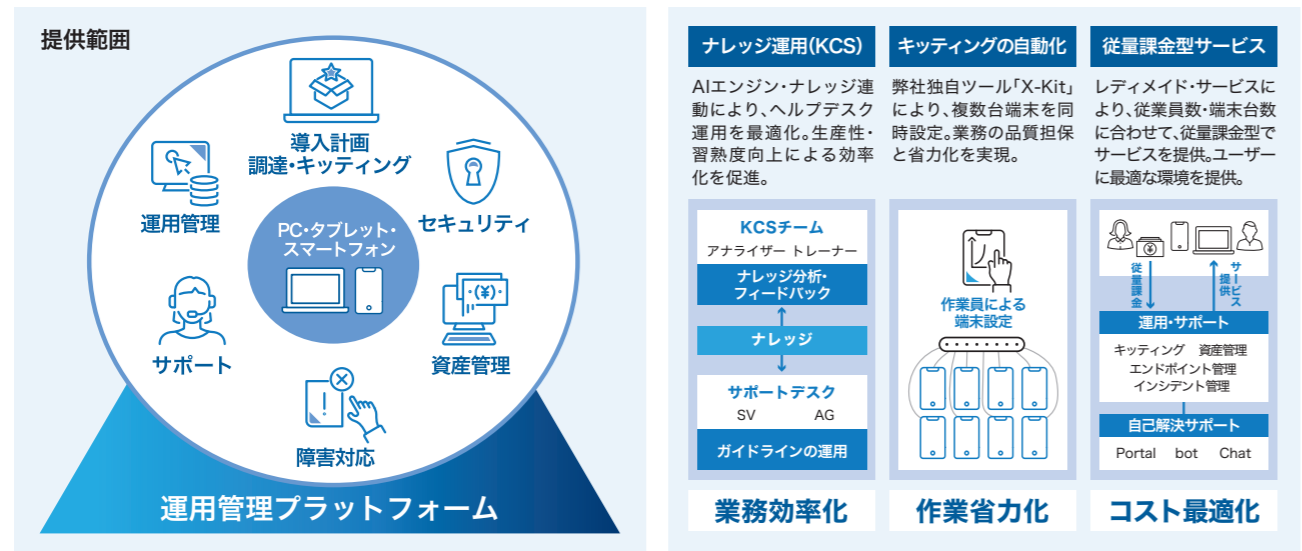 提供範囲
導入計画
調達・キッティング
運用管理
セキュリティ
PC・タブレット・
スマートフォン
サポート
資産管理
(¥)
障害対応
運用管理プラットフォーム
ナレッジ運用(KCS)
AIエンジン・ナレッジ連
動により、ヘルプデスク
運用を最適化。生産性・
習熟度向上による効率
化を促進。
KCSチーム
アナライザー トレーナー
ナレッジ分析・
フィードバック
ナレッジ
サポートデスク
SV AG
ガイドラインの運用
業務効率化
キッティングの自動化
弊社独自ツール「X-Kit」
により、複数台端末を同
時設定。業務の品質担保
と省力化を実現。
作業員による
端末設定
作業省力化
従量課金型サービス
レディメイド・サービスに
より、従業員数・端末台数
に合わせて、従量課金型で
サービスを提供。ユーザー
に最適な環境を提供。
¥
従量課金
サービス
提供
運用・サポート
キッティング 資産管理
エンドポイント管理
インシデント管理
自己解決サポート
Portal bot Chat
コスト最適化